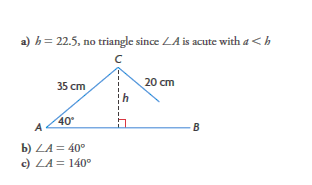 a) h = 22.5, no triangle since ∠A is acute with a < h
C
35 cm
20 cm
h
40°
A
B
b) ∠A = 40°
c) ∠A = 140°